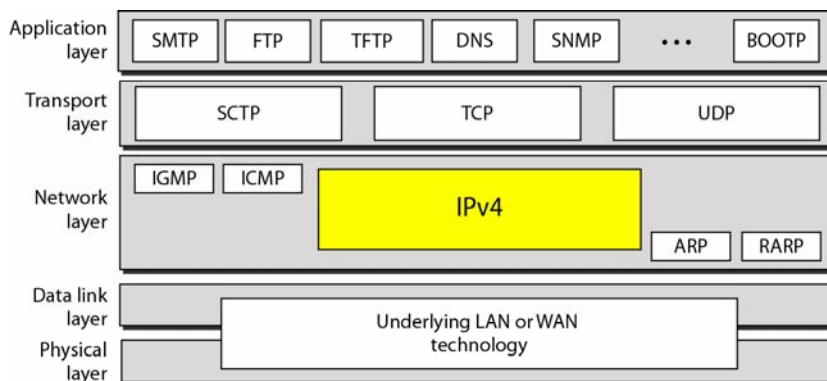 Application
layer
SMTP FTP TFTP DNS SNMP ... BOOTP
Transport
layer
SCTP TCP UDP
Network
layer
IGMP ICMP
IPv4
ARP RARP
Data link
layer
Underlying LAN or WAN
technology
Physical
layer